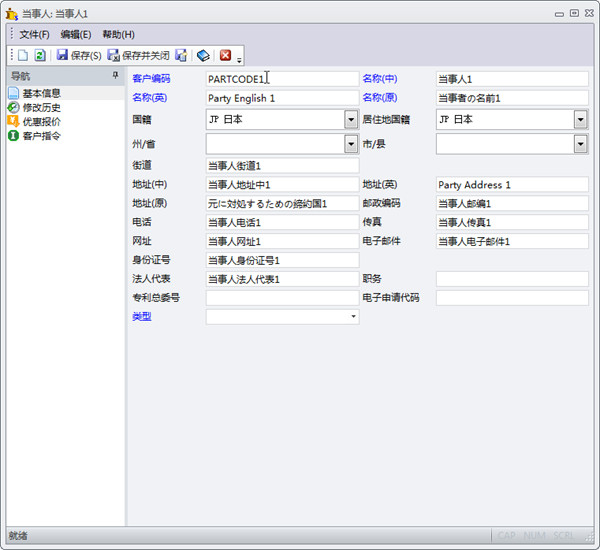 当事人: 当事人1
文件(F) 编辑(E) 帮助(H)
保存(S) 保存并关闭
导航
基本信息
修改历史
优惠报价
客户指令
客户编码 PARTCODE1 名称(中) 当事人1
名称(英) Party English 1 名称(原) 当事者の名前1
国籍 JP 日本 居住地国籍 JP 日本
州/省 市/县
街道 当事人街道1
地址(中) 当事人地址中1 地址(英) Party Address 1
地址(原) 元に対処するための締約国1 邮政编码 当事人邮编1
电话 当事人电话1 传真 当事人传真1
网址 当事人网址1 电子邮件 当事人电子邮件1
身份证号 当事人身份证号1
法人代表 当事人法人代表1 职务
专利总委号 电子申请代码
类型
就绪 CAP NUM SCRL